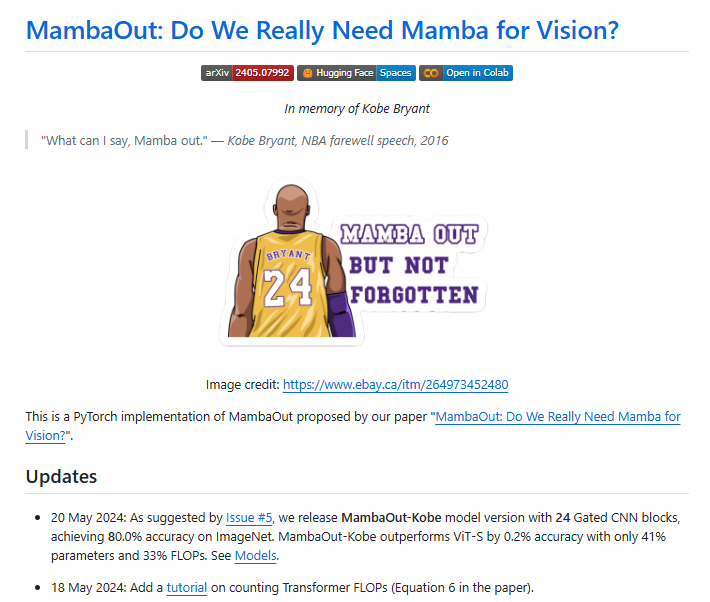 MambaOut: Do We Really Need Mamba for Vision?
arXiv 2405.07992 Hugging Face Spaces Open in Colab
In memory of Kobe Bryant
"What can I say, Mamba out." — Kobe Bryant, NBA farewell speech, 2016
MAMBA OUT
BUT NOT
FORGOTTEN
BRYANT
24
Image credit: https://www.ebay.ca/itm/264973452480
This is a PyTorch implementation of MambaOut proposed by our paper "MambaOut: Do We Really Need Mamba for
Vision?".
Updates
• 20 May 2024: As suggested by Issue #5, we release MambaOut-Kobe model version with 24 Gated CNN blocks,
achieving 80.0% accuracy on ImageNet. MambaOut-Kobe outperforms ViT-S by 0.2% accuracy with only 41%
parameters and 33% FLOPs. See Models.
• 18 May 2024: Add a tutorial on counting Transformer FLOPs (Equation 6 in the paper).